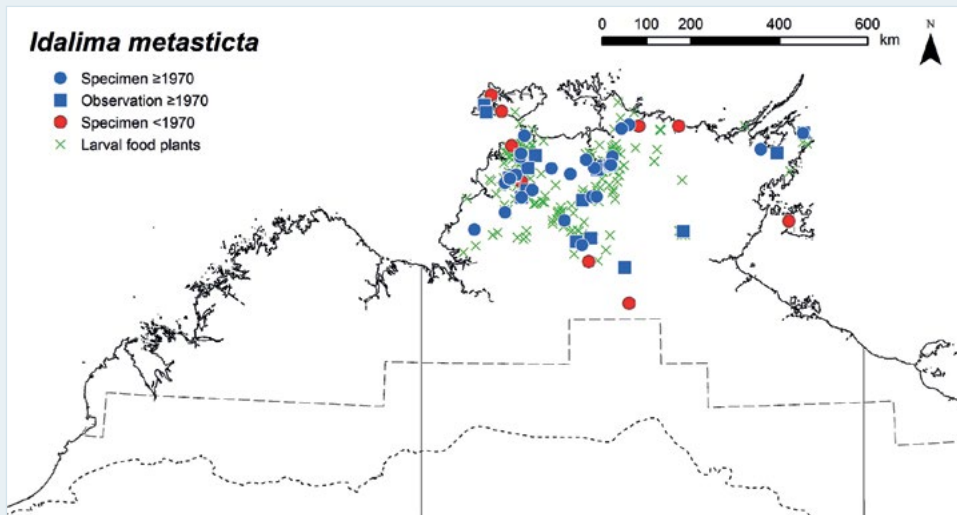 Idalima metasticta
Specimen ≥1970
Observation ≥1970
Specimen <1970
Larval food plants
0 100 200 400 600
km
N